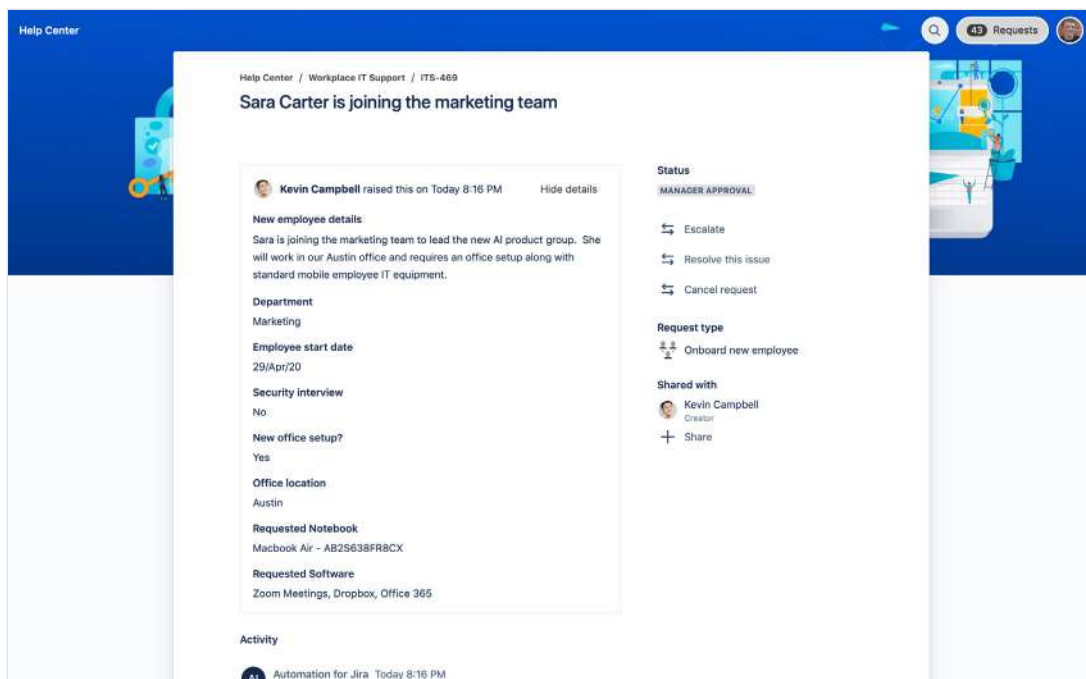 Help Center
43 Requests
Help Center / Workplace IT Support / ITS-469
Sara Carter is joining the marketing team
Kevin Campbell raised this on Today 8:16 PM Hide details
New employee details
Sara is joining the marketing team to lead the new AI product group. She
will work in our Austin office and requires an office setup along with
standard mobile employee IT equipment.
Department
Marketing
Employee start date
29/Apr/20
Security interview
No
New office setup?
Yes
Office location
Austin
Requested Notebook
Macbook Air - AB2S638FR8CX
Requested Software
Zoom Meetings, Dropbox, Office 365
Status
MANAGER APPROVAL
Escalate
Resolve this issue
Cancel request
Request type
Onboard new employee
Shared with
Kevin Campbell
Creator
Share
Activity
Automation for Jira Today 8:16 PM